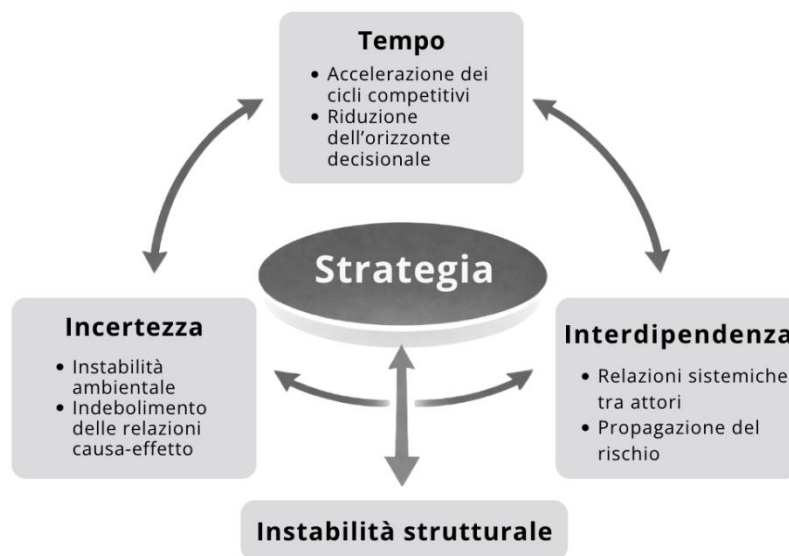 Tempo
• Accelerazione dei
cicli competitivi
• Riduzione
dell’orizzonte
decisionale
Strategia
Incertezza
• Instabilità
ambientale
• Indebolimento
delle relazioni
causa-effetto
Interdipendenza
• Relazioni sistemiche
tra attori
• Propagazione del
rischio
Instabilità strutturale